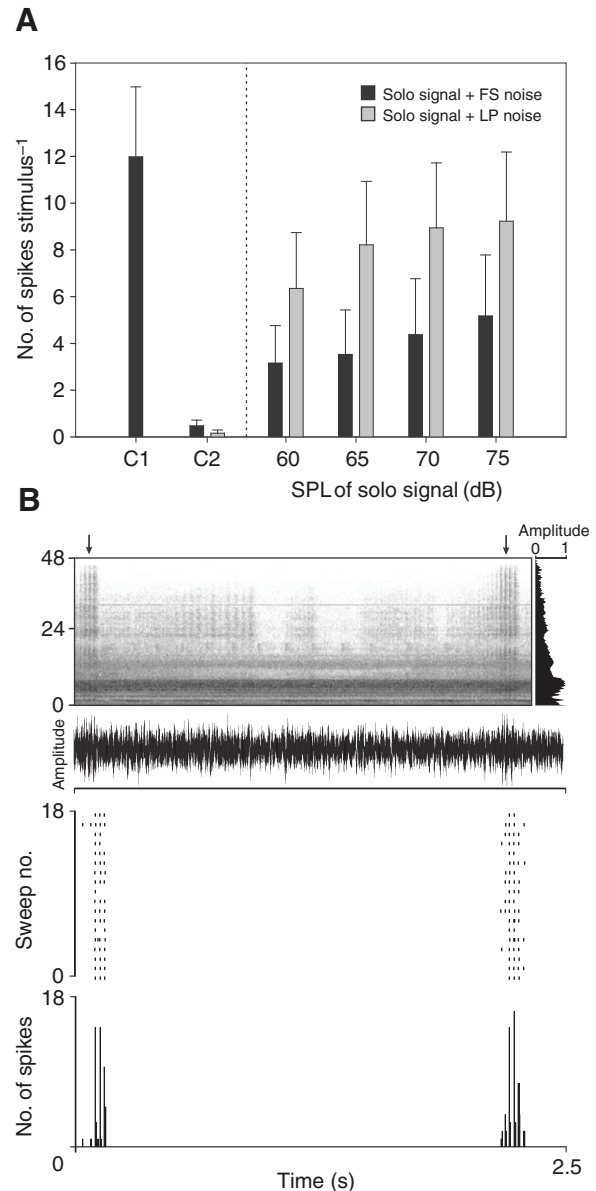 A
16
14
12
10
8
6
4
2
0
No. of spikes stimulus–1
Solo signal + FS noise
Solo signal + LP noise
C1 C2 60 65 70 75
SPL of solo signal (dB)
B
Amplitude
0 1
48
24
0
Amplitude
18
Sweep no.
0
18
No. of spikes
0 2.5
Time (s)